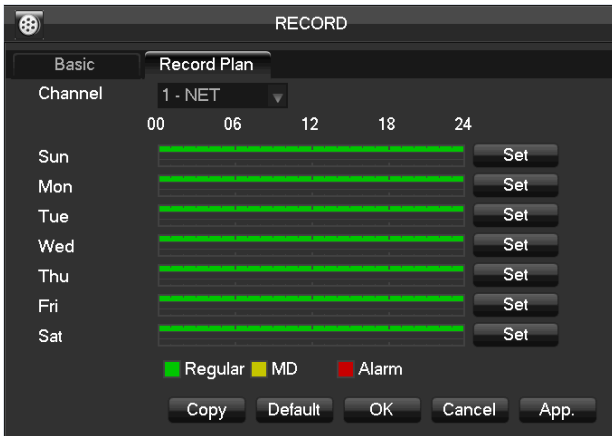 RECORD
Basic Record Plan
Channel 1 - NET
00 06 12 18 24
Sun Set
Mon Set
Tue Set
Wed Set
Thu Set
Fri Set
Sat Set
Regular MD Alarm
Copy Default OK Cancel App.